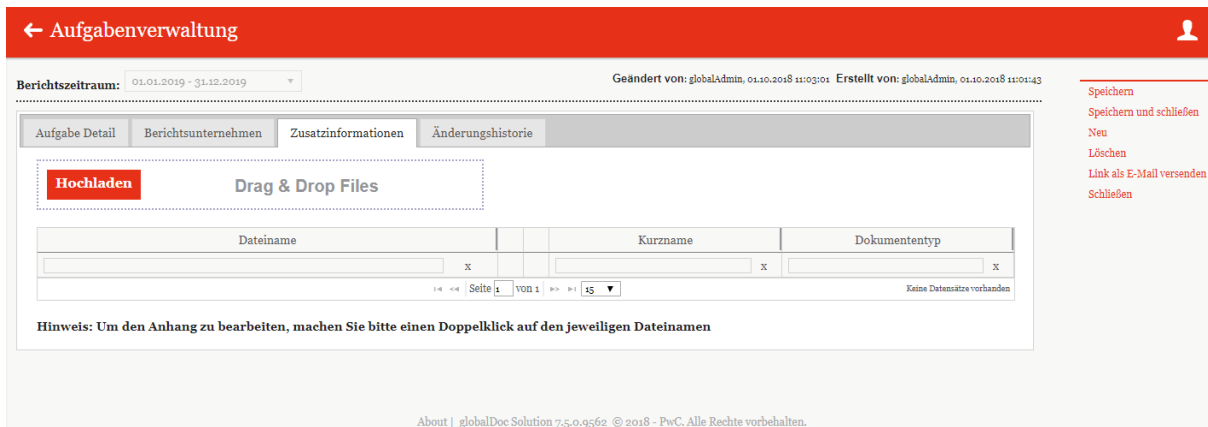 Aufgabenverwaltung
Berichtszeitraum: 01.01.2019 - 31.12.2019 Geändert von: globalAdmin, 01.10.2018 11:03:01 Erstellt von: globalAdmin, 01.10.2018 11:01:43
Speichern
Speichern und schließen
Neu
Löschen
Link als E-Mail versenden
Schließen
Aufgabe Detail Berichtsunternehmen Zusatzinformationen Änderungshistorie
Hochladen Drag & Drop Files
Dateiname Kurzname Dokumententyp
x x x
Seite 1 von 1 15 Keine Datensätze vorhanden
Hinweis: Um den Anhang zu bearbeiten, machen Sie bitte einen Doppelklick auf den jeweiligen Dateinamen
About | globalDoc Solution 7.5.0.9562 © 2018 - PwC. Alle Rechte vorbehalten.